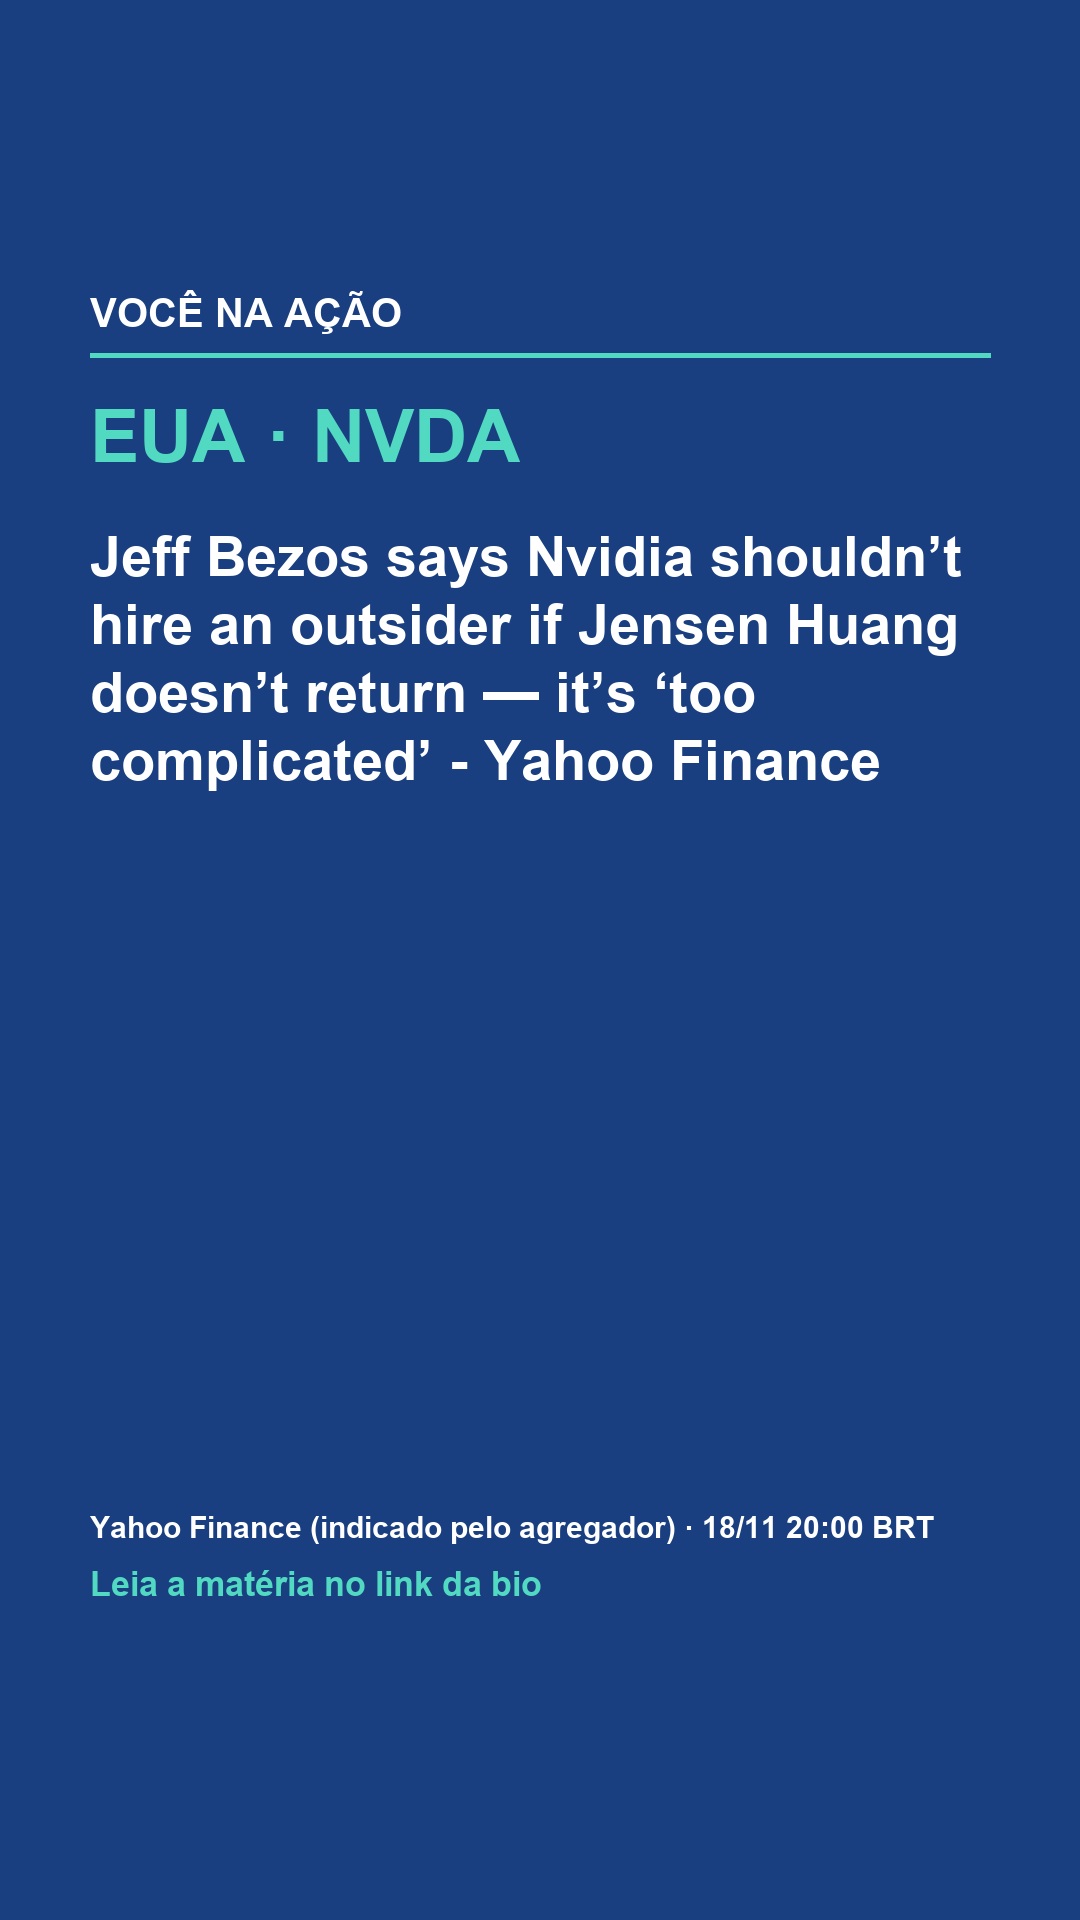 VOCÊ NA AÇÃO
EUA · NVDA
Jeff Bezos says Nvidia shouldn’t
hire an outsider if Jensen Huang
doesn’t return — it’s ‘too
complicated’ - Yahoo Finance
Yahoo Finance (indicado pelo agregador) · 18/11 20:00 BRT
Leia a matéria no link da bio